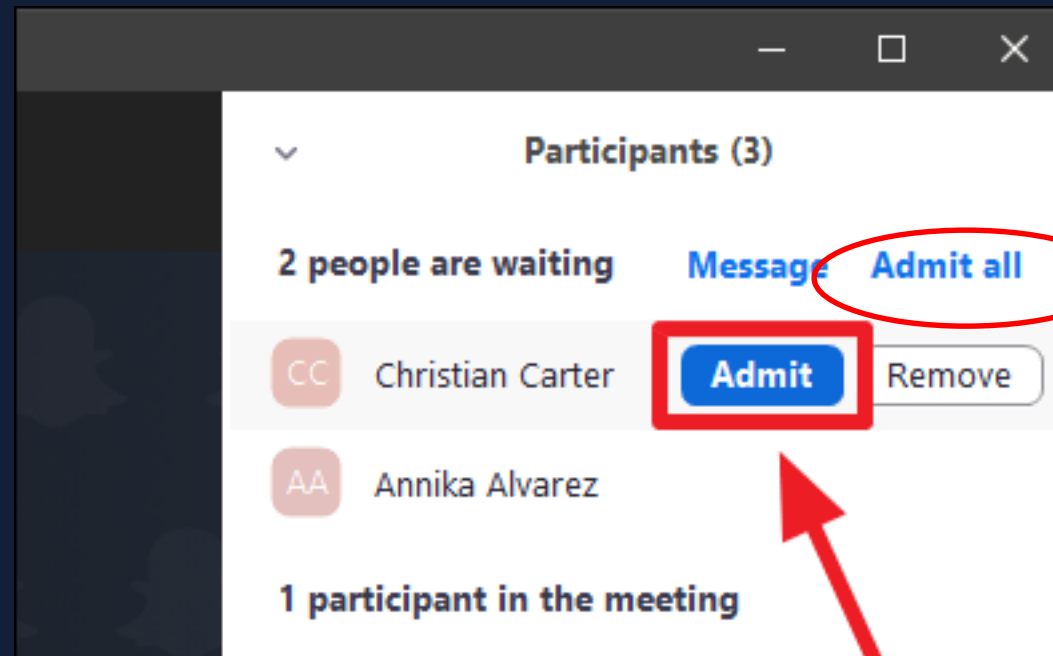 Participants (3)
2 people are waiting Message Admit all
CC Christian Carter Admit Remove
AA Annika Alvarez
1 participant in the meeting